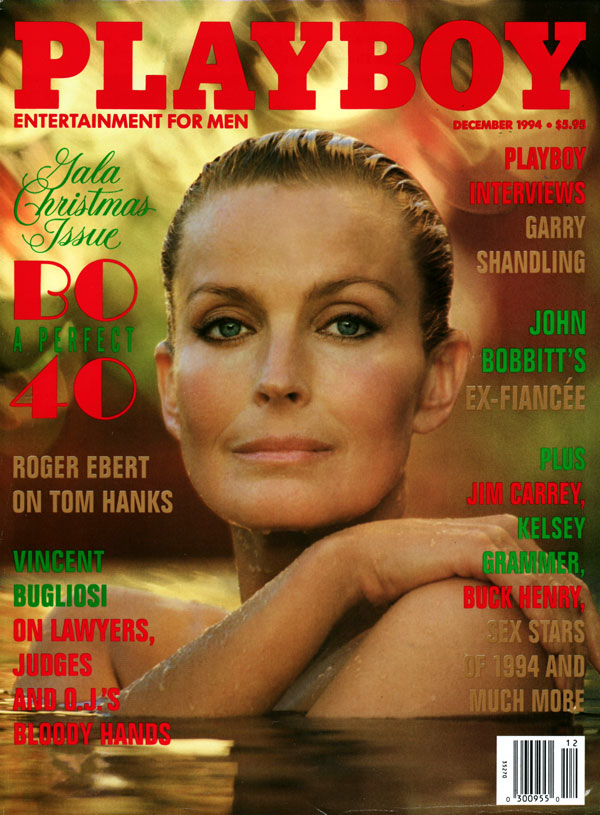 PLAYBOY
ENTERTAINMENT FOR MEN
DECEMBER 1994 • $5.95
Gala
Christmas
Issue
BO
A PERFECT
40
ROGER EBERT
ON TOM HANKS
VINCENT
BUGLIOSI
ON LAWYERS,
JUDGES
AND O.J.'S
BLOODY HANDS
PLAYBOY
INTERVIEWS
GARRY
SHANDLING
JOHN
BOBBITT'S
EX-FIANCÉE
PLUS
JIM CARREY,
KELSEY
GRAMMER,
BUCK HENRY,
SEX STARS
OF 1994 AND
MUCH MORE
12
35270
0 300955 0